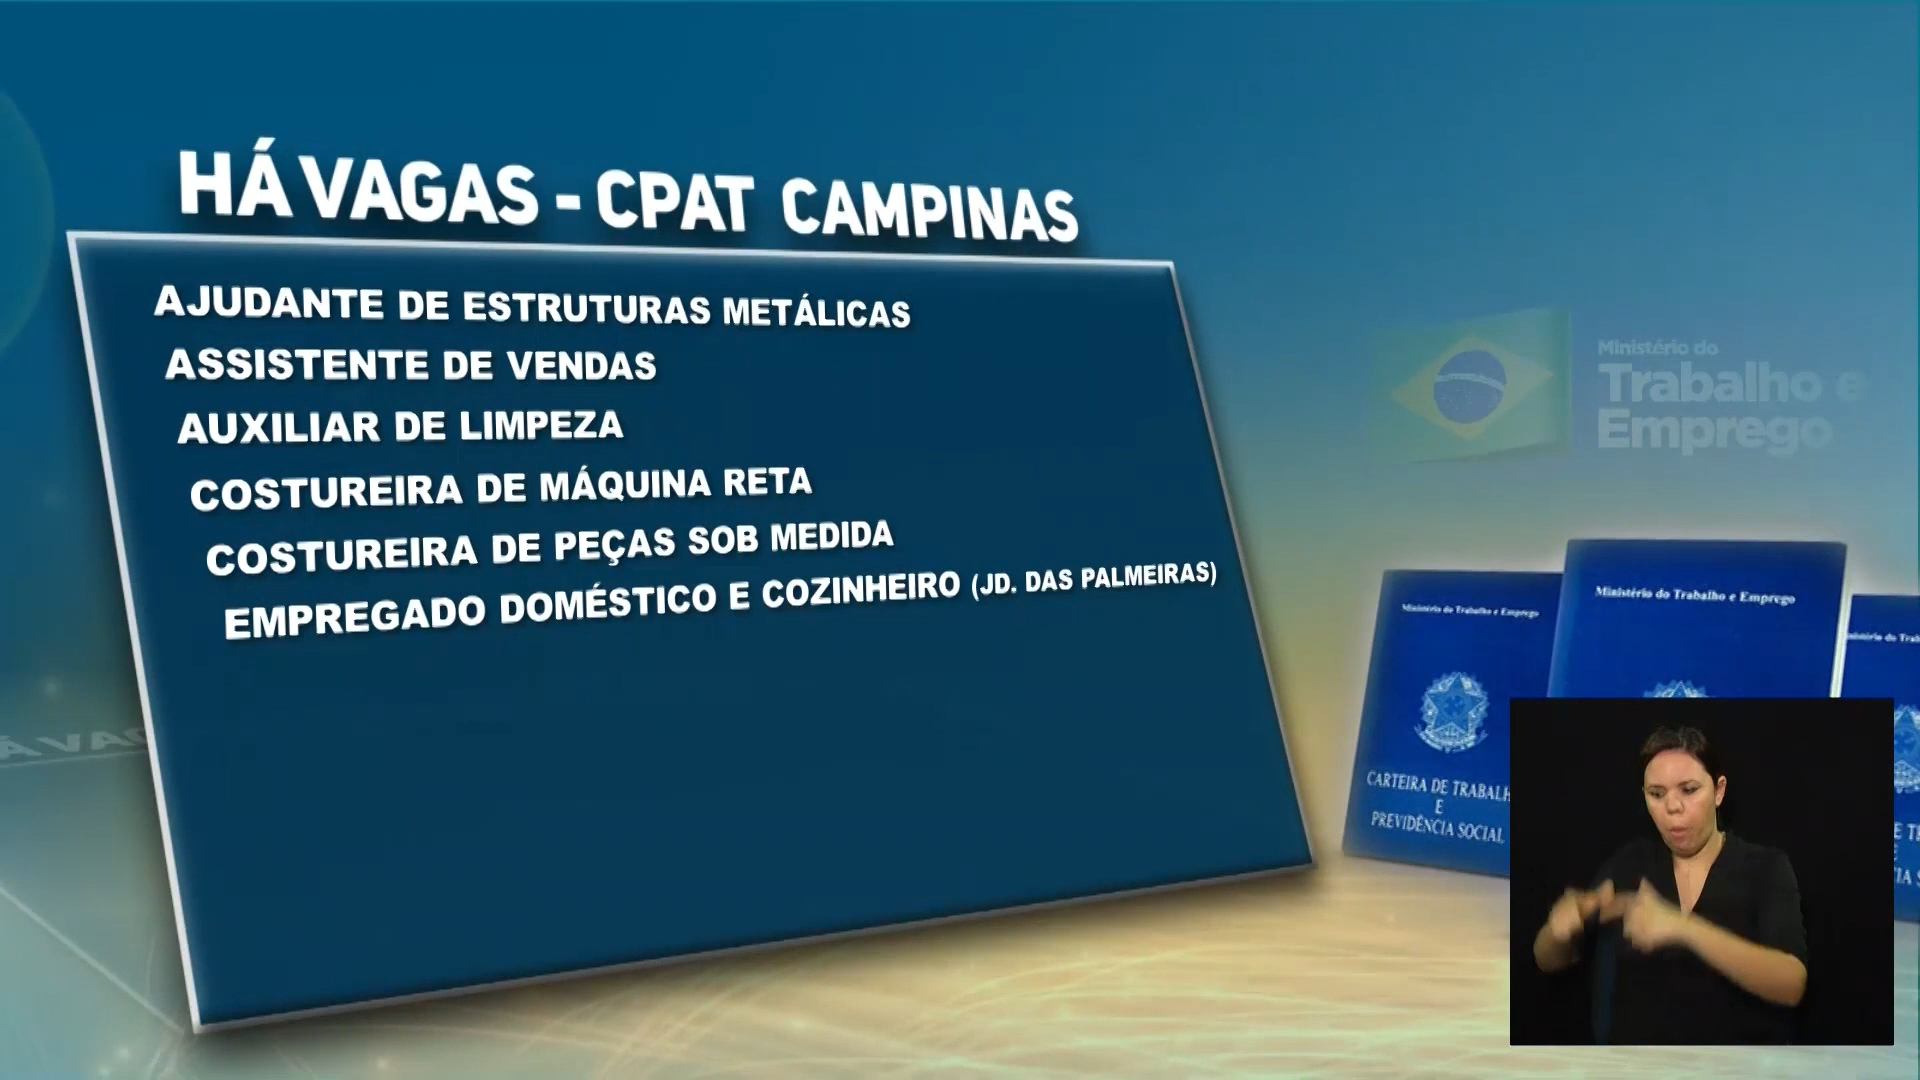 HÁ VAGAS - CPAT CAMPINAS
AJUDANTE DE ESTRUTURAS METÁLICAS
ASSISTENTE DE VENDAS
AUXILIAR DE LIMPEZA
COSTUREIRA DE MÁQUINA RETA
COSTUREIRA DE PEÇAS SOB MEDIDA
EMPREGADO DOMÉSTICO E COZINHEIRO (JD. DAS PALMEIRAS)
Ministério do
Trabalho e
Emprego
Ministério do Trabalho e Emprego
CARTEIRA DE TRABALH
E
PREVIDÊNCIA SOCIAL
Ministério do Trabalho e Emprego